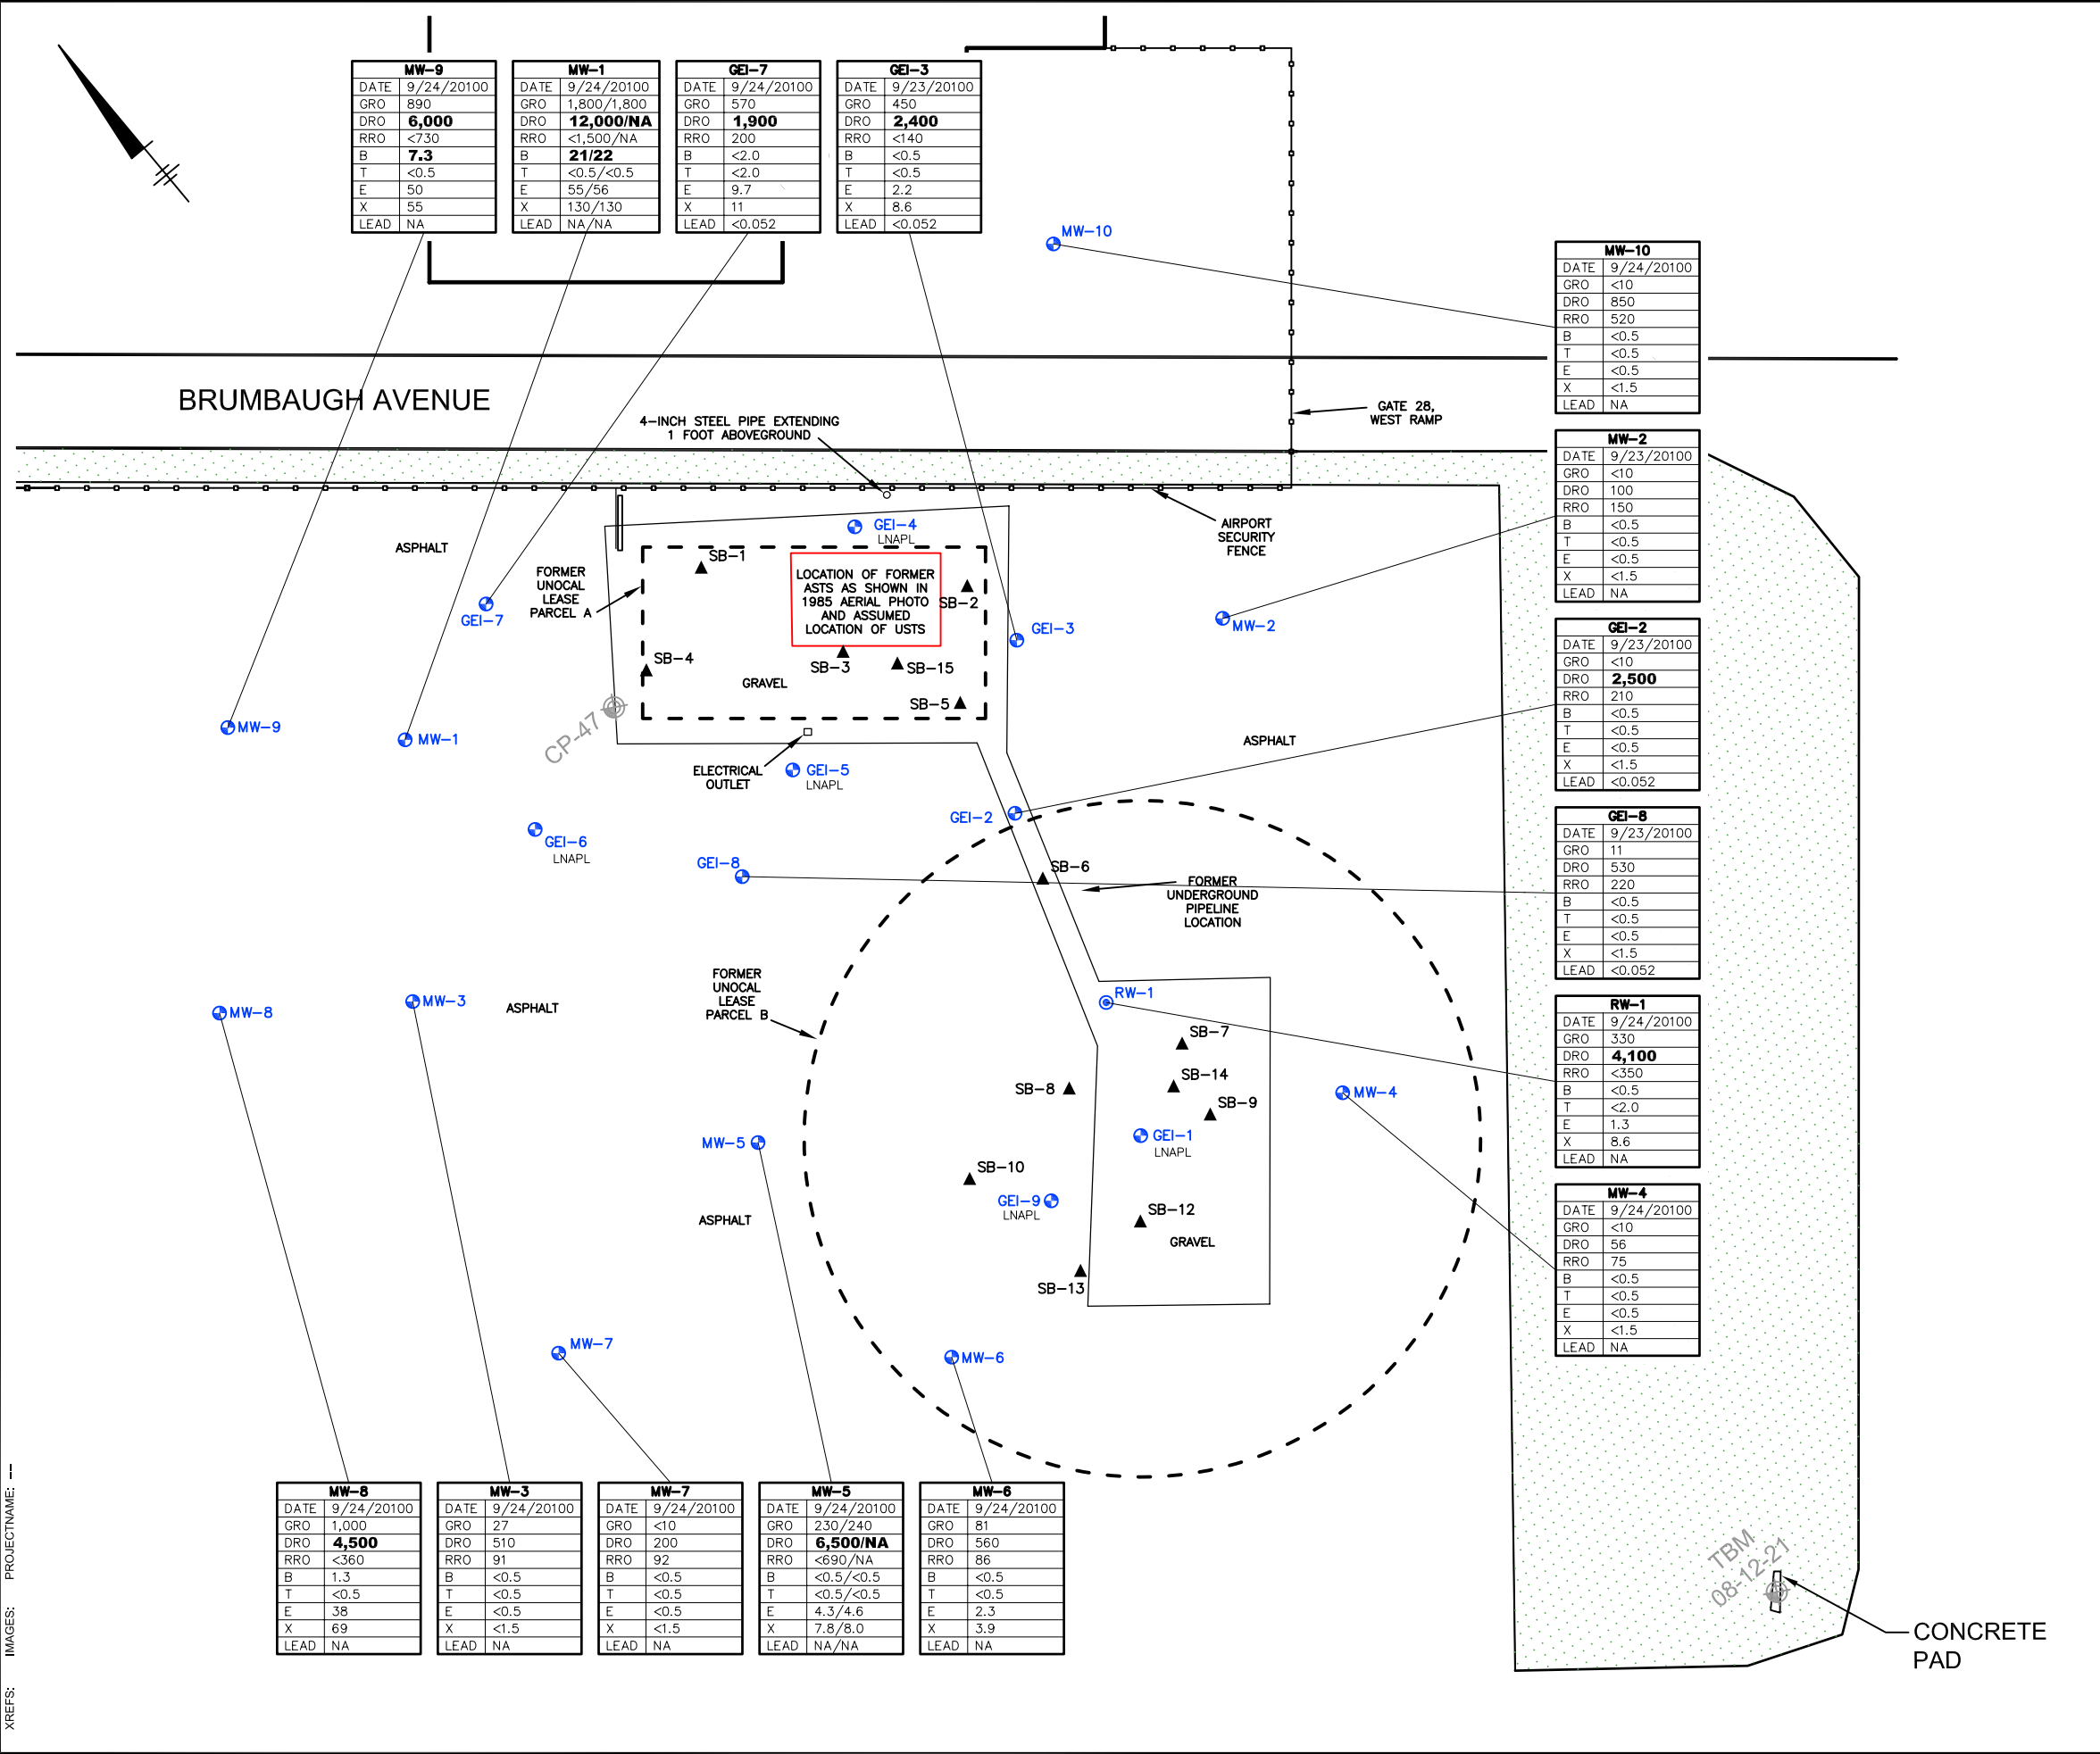 MW-9
DATE 9/24/20100
GRO 890
DRO 6,000
RRO <730
B 7.3
T <0.5
E 50
X 55
LEAD NA
MW-1
DATE 9/24/20100
GRO 1,800/1,800
DRO 12,000/NA
RRO <1,500/NA
B 21/22
T <0.5/<0.5
E 55/56
X 130/130
LEAD NA/NA
GEI-7
DATE 9/24/20100
GRO 570
DRO 1,900
RRO 200
B <2.0
T <2.0
E 9.7
X 11
LEAD <0.052
GEI-3
DATE 9/23/20100
GRO 450
DRO 2,400
RRO <140
B <0.5
T <0.5
E 2.2
X 8.6
LEAD <0.052
MW-10
MW-10
DATE 9/24/20100
GRO <10
DRO 850
RRO 520
B <0.5
T <0.5
E <0.5
X <1.5
LEAD NA
BRUMBAUGH AVENUE
4-INCH STEEL PIPE EXTENDING
1 FOOT ABOVEGROUND
GATE 28,
WEST RAMP
MW-2
DATE 9/23/20100
GRO <10
DRO 100
RRO 150
B <0.5
T <0.5
E <0.5
X <1.5
LEAD NA
AIRPORT
SECURITY
FENCE
ASPHALT
GEI-4
LNAPL
SB-1
FORMER
UNOCAL
LEASE
PARCEL A
LOCATION OF FORMER
ASTS AS SHOWN IN
1985 AERIAL PHOTO
AND ASSUMED
LOCATION OF USTS
SB-2
GEI-7
GEI-3
MW-2
SB-4
SB-3
SB-15
GRAVEL
SB-5
CP-47
MW-9
MW-1
ELECTRICAL
OUTLET
GEI-5
LNAPL
ASPHALT
GEI-2
DATE 9/23/20100
GRO <10
DRO 2,500
RRO 210
B <0.5
T <0.5
E <0.5
X <1.5
LEAD <0.052
GEI-2
GEI-6
LNAPL
GEI-8
SB-6
FORMER
UNDERGROUND
PIPELINE
LOCATION
GEI-8
DATE 9/23/20100
GRO 11
DRO 530
RRO 220
B <0.5
T <0.5
E <0.5
X <1.5
LEAD <0.052
MW-8
MW-3
ASPHALT
FORMER
UNOCAL
LEASE
PARCEL B
RW-1
SB-7
SB-14
SB-8
SB-9
MW-4
RW-1
DATE 9/24/20100
GRO 330
DRO 4,100
RRO <350
B <0.5
T <2.0
E 1.3
X 8.6
LEAD NA
MW-5
GEI-1
LNAPL
SB-10
GEI-9
LNAPL
SB-12
ASPHALT
GRAVEL
SB-13
MW-4
DATE 9/24/20100
GRO <10
DRO 56
RRO 75
B <0.5
T <0.5
E <0.5
X <1.5
LEAD NA
MW-7
MW-6
MW-8
DATE 9/24/20100
GRO 1,000
DRO 4,500
RRO <360
B 1.3
T <0.5
E 38
X 69
LEAD NA
MW-3
DATE 9/24/20100
GRO 27
DRO 510
RRO 91
B <0.5
T <0.5
E <0.5
X <1.5
LEAD NA
MW-7
DATE 9/24/20100
GRO <10
DRO 200
RRO 92
B <0.5
T <0.5
E <0.5
X <1.5
LEAD NA
MW-5
DATE 9/24/20100
GRO 230/240
DRO 6,500/NA
RRO <690/NA
B <0.5/<0.5
T <0.5/<0.5
E 4.3/4.6
X 7.8/8.0
LEAD NA/NA
MW-6
DATE 9/24/20100
GRO 81
DRO 560
RRO 86
B <0.5
T <0.5
E 2.3
X 3.9
LEAD NA
TBM
08-12-21
CONCRETE
PAD
XREFS: IMAGES: PROJECTNAME: --